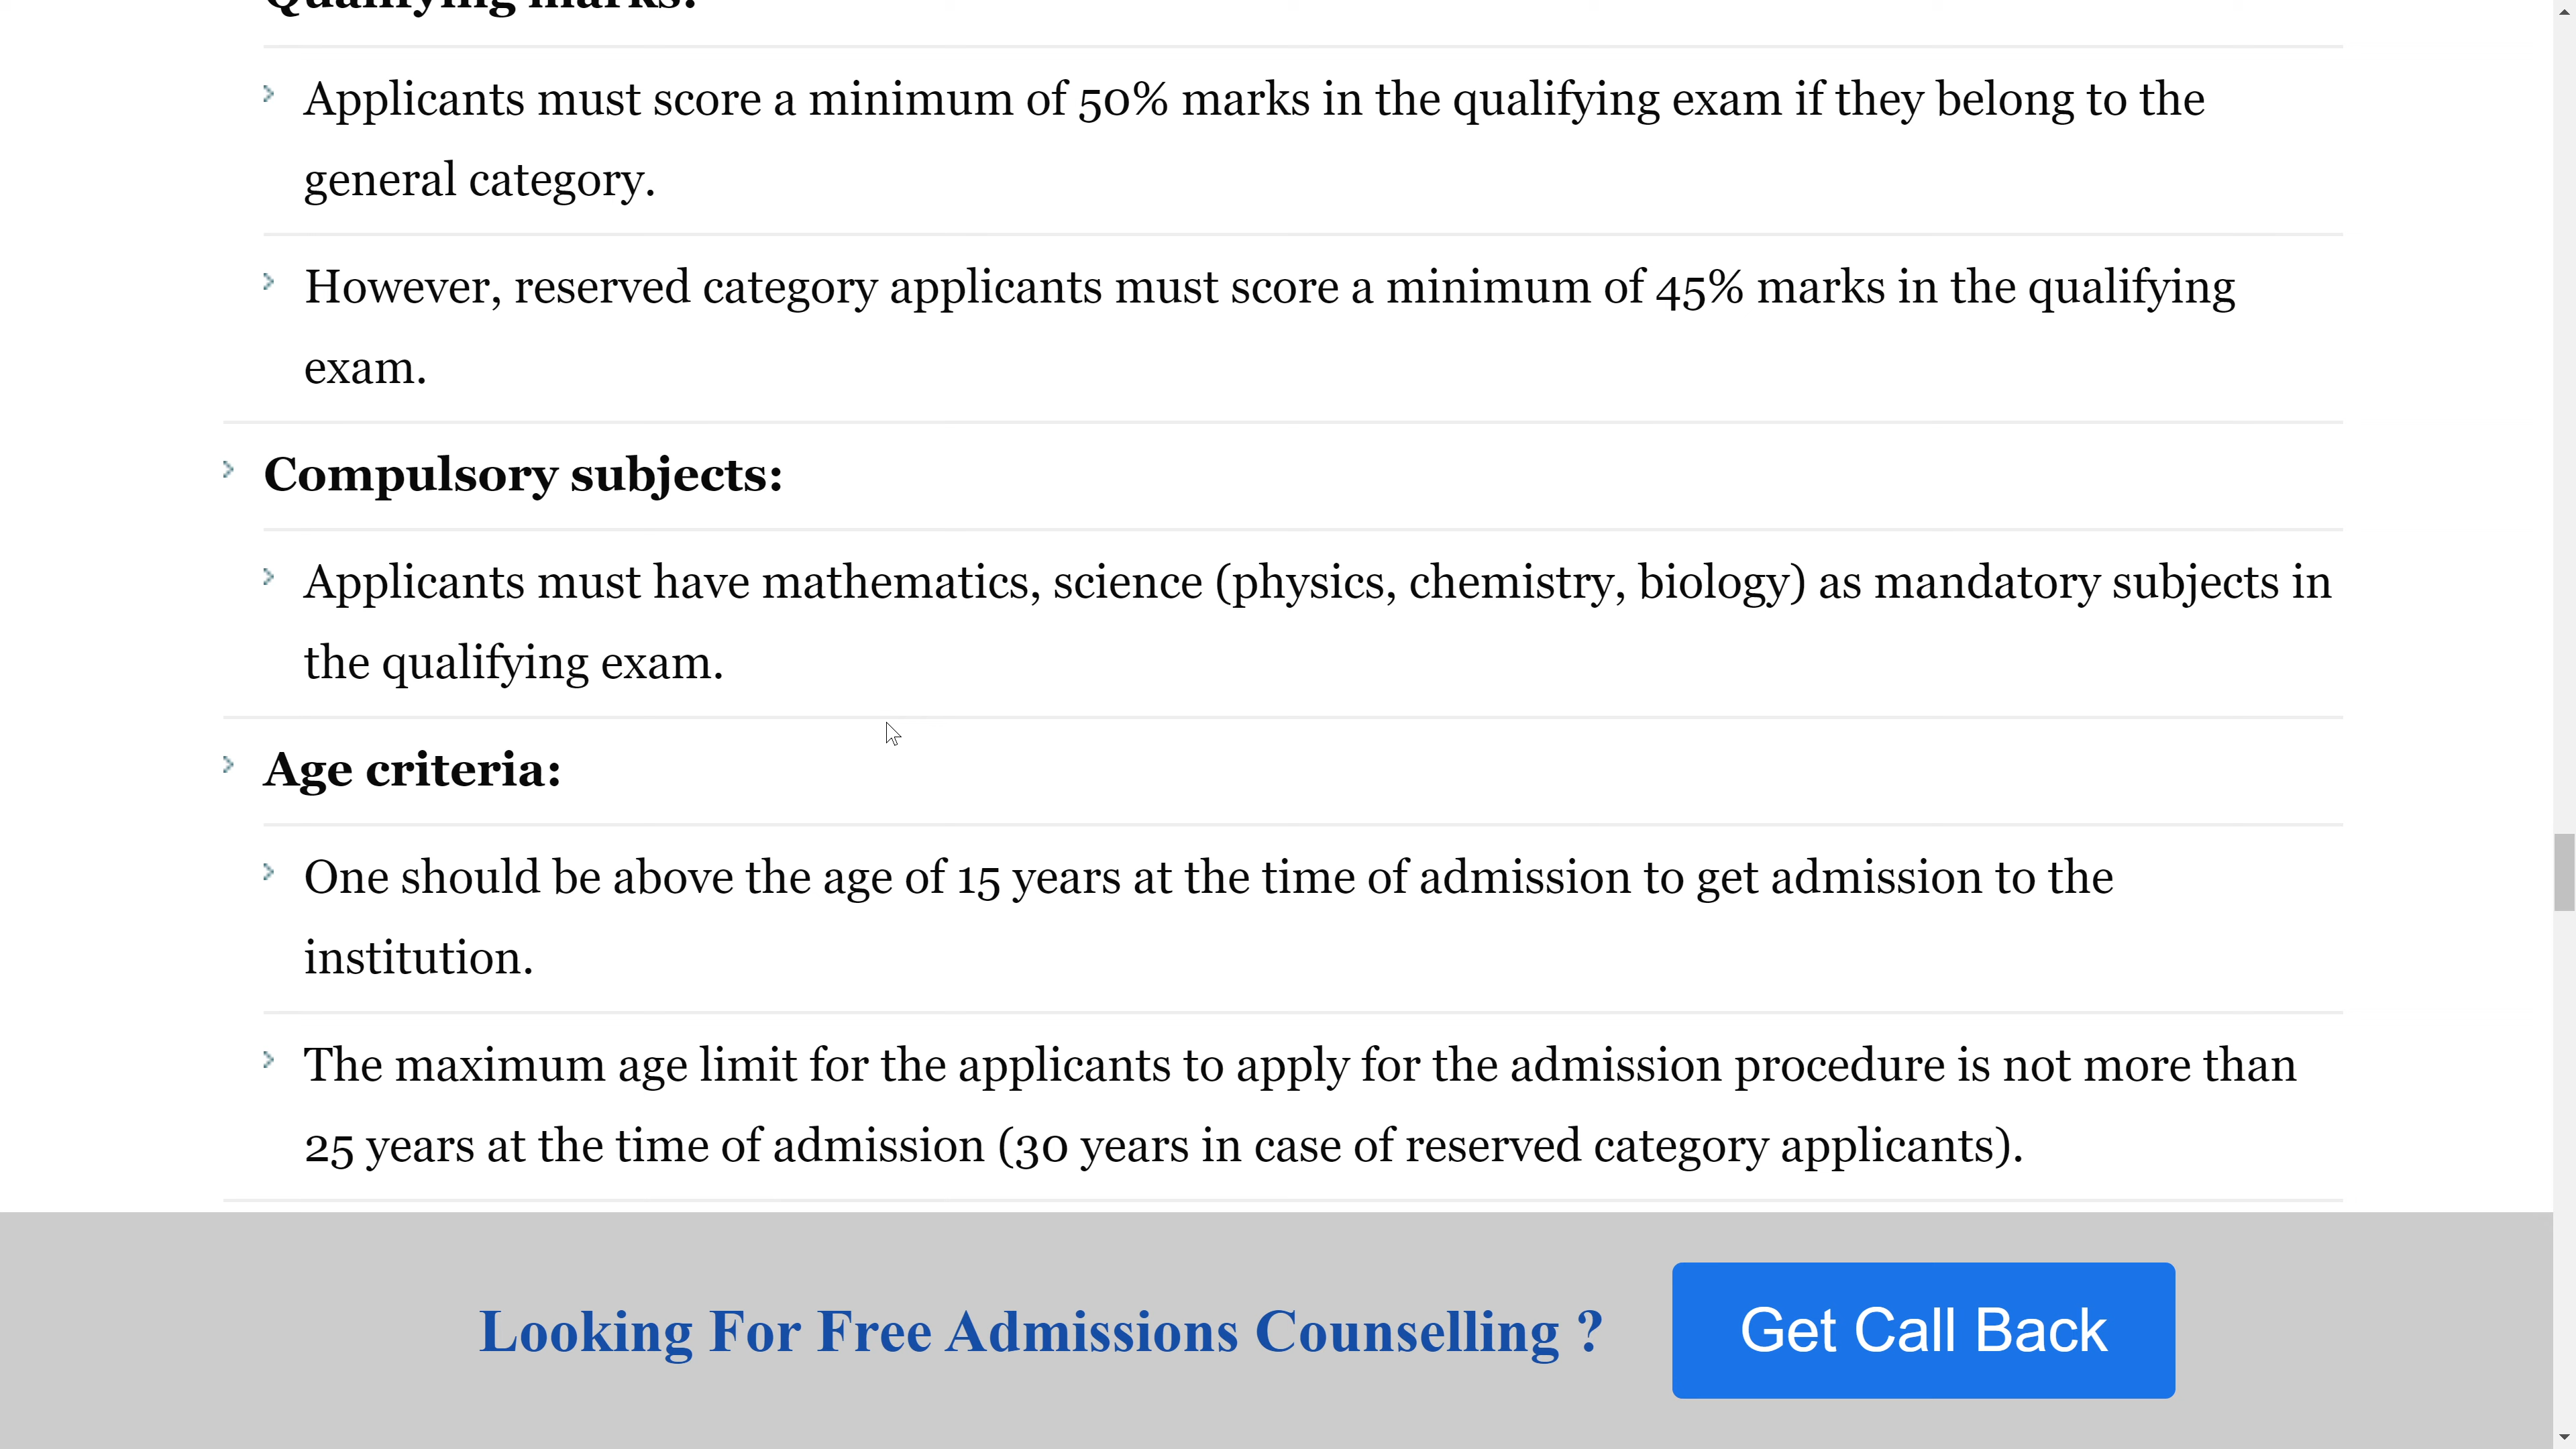 Qualifying marks:
Applicants must score a minimum of 50% marks in the qualifying exam if they belong to the
general category.
However, reserved category applicants must score a minimum of 45% marks in the qualifying
exam.
Compulsory subjects:
Applicants must have mathematics, science (physics, chemistry, biology) as mandatory subjects in
the qualifying exam.
Age criteria:
One should be above the age of 15 years at the time of admission to get admission to the
institution.
The maximum age limit for the applicants to apply for the admission procedure is not more than
25 years at the time of admission (30 years in case of reserved category applicants).
Looking For Free Admissions Counselling ?
Get Call Back